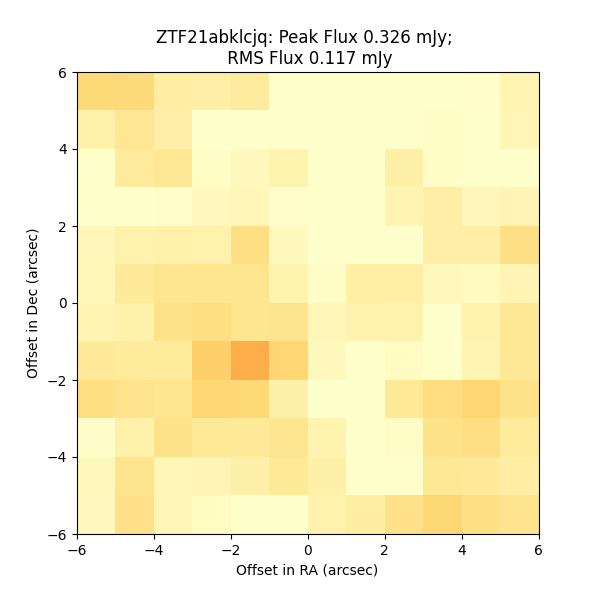 ZTF21abklcjq: Peak Flux 0.326 mJy;
RMS Flux 0.117 mJy
6
4
2
0
−2
−4
−6
Offset in Dec (arcsec)
−6 −4 −2 0 2 4 6
Offset in RA (arcsec)